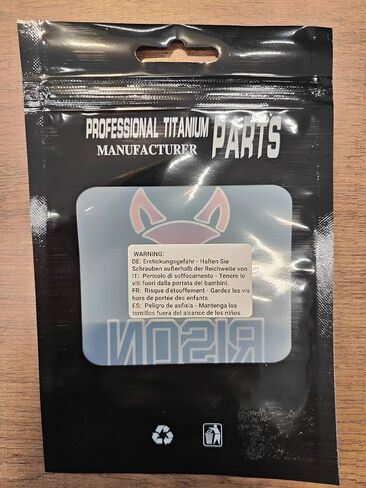 PROFESSIONAL TITANIUM
MANUFACTURER PARTS
WARNING:
DE: Erstickungsgefahr - Halten Sie
Schrauben außerhalb der Reichweite von
IT: Pericolo di soffocamento - Tenere le
viti fuori dalla portata dei bambini.
FR: Risque d'etouffement - Gardez les vis
hors de portée des enfants.
ES: Peligro de asfixia - Mantenga los
tornillos fuera del alcance de los niños.
RISON